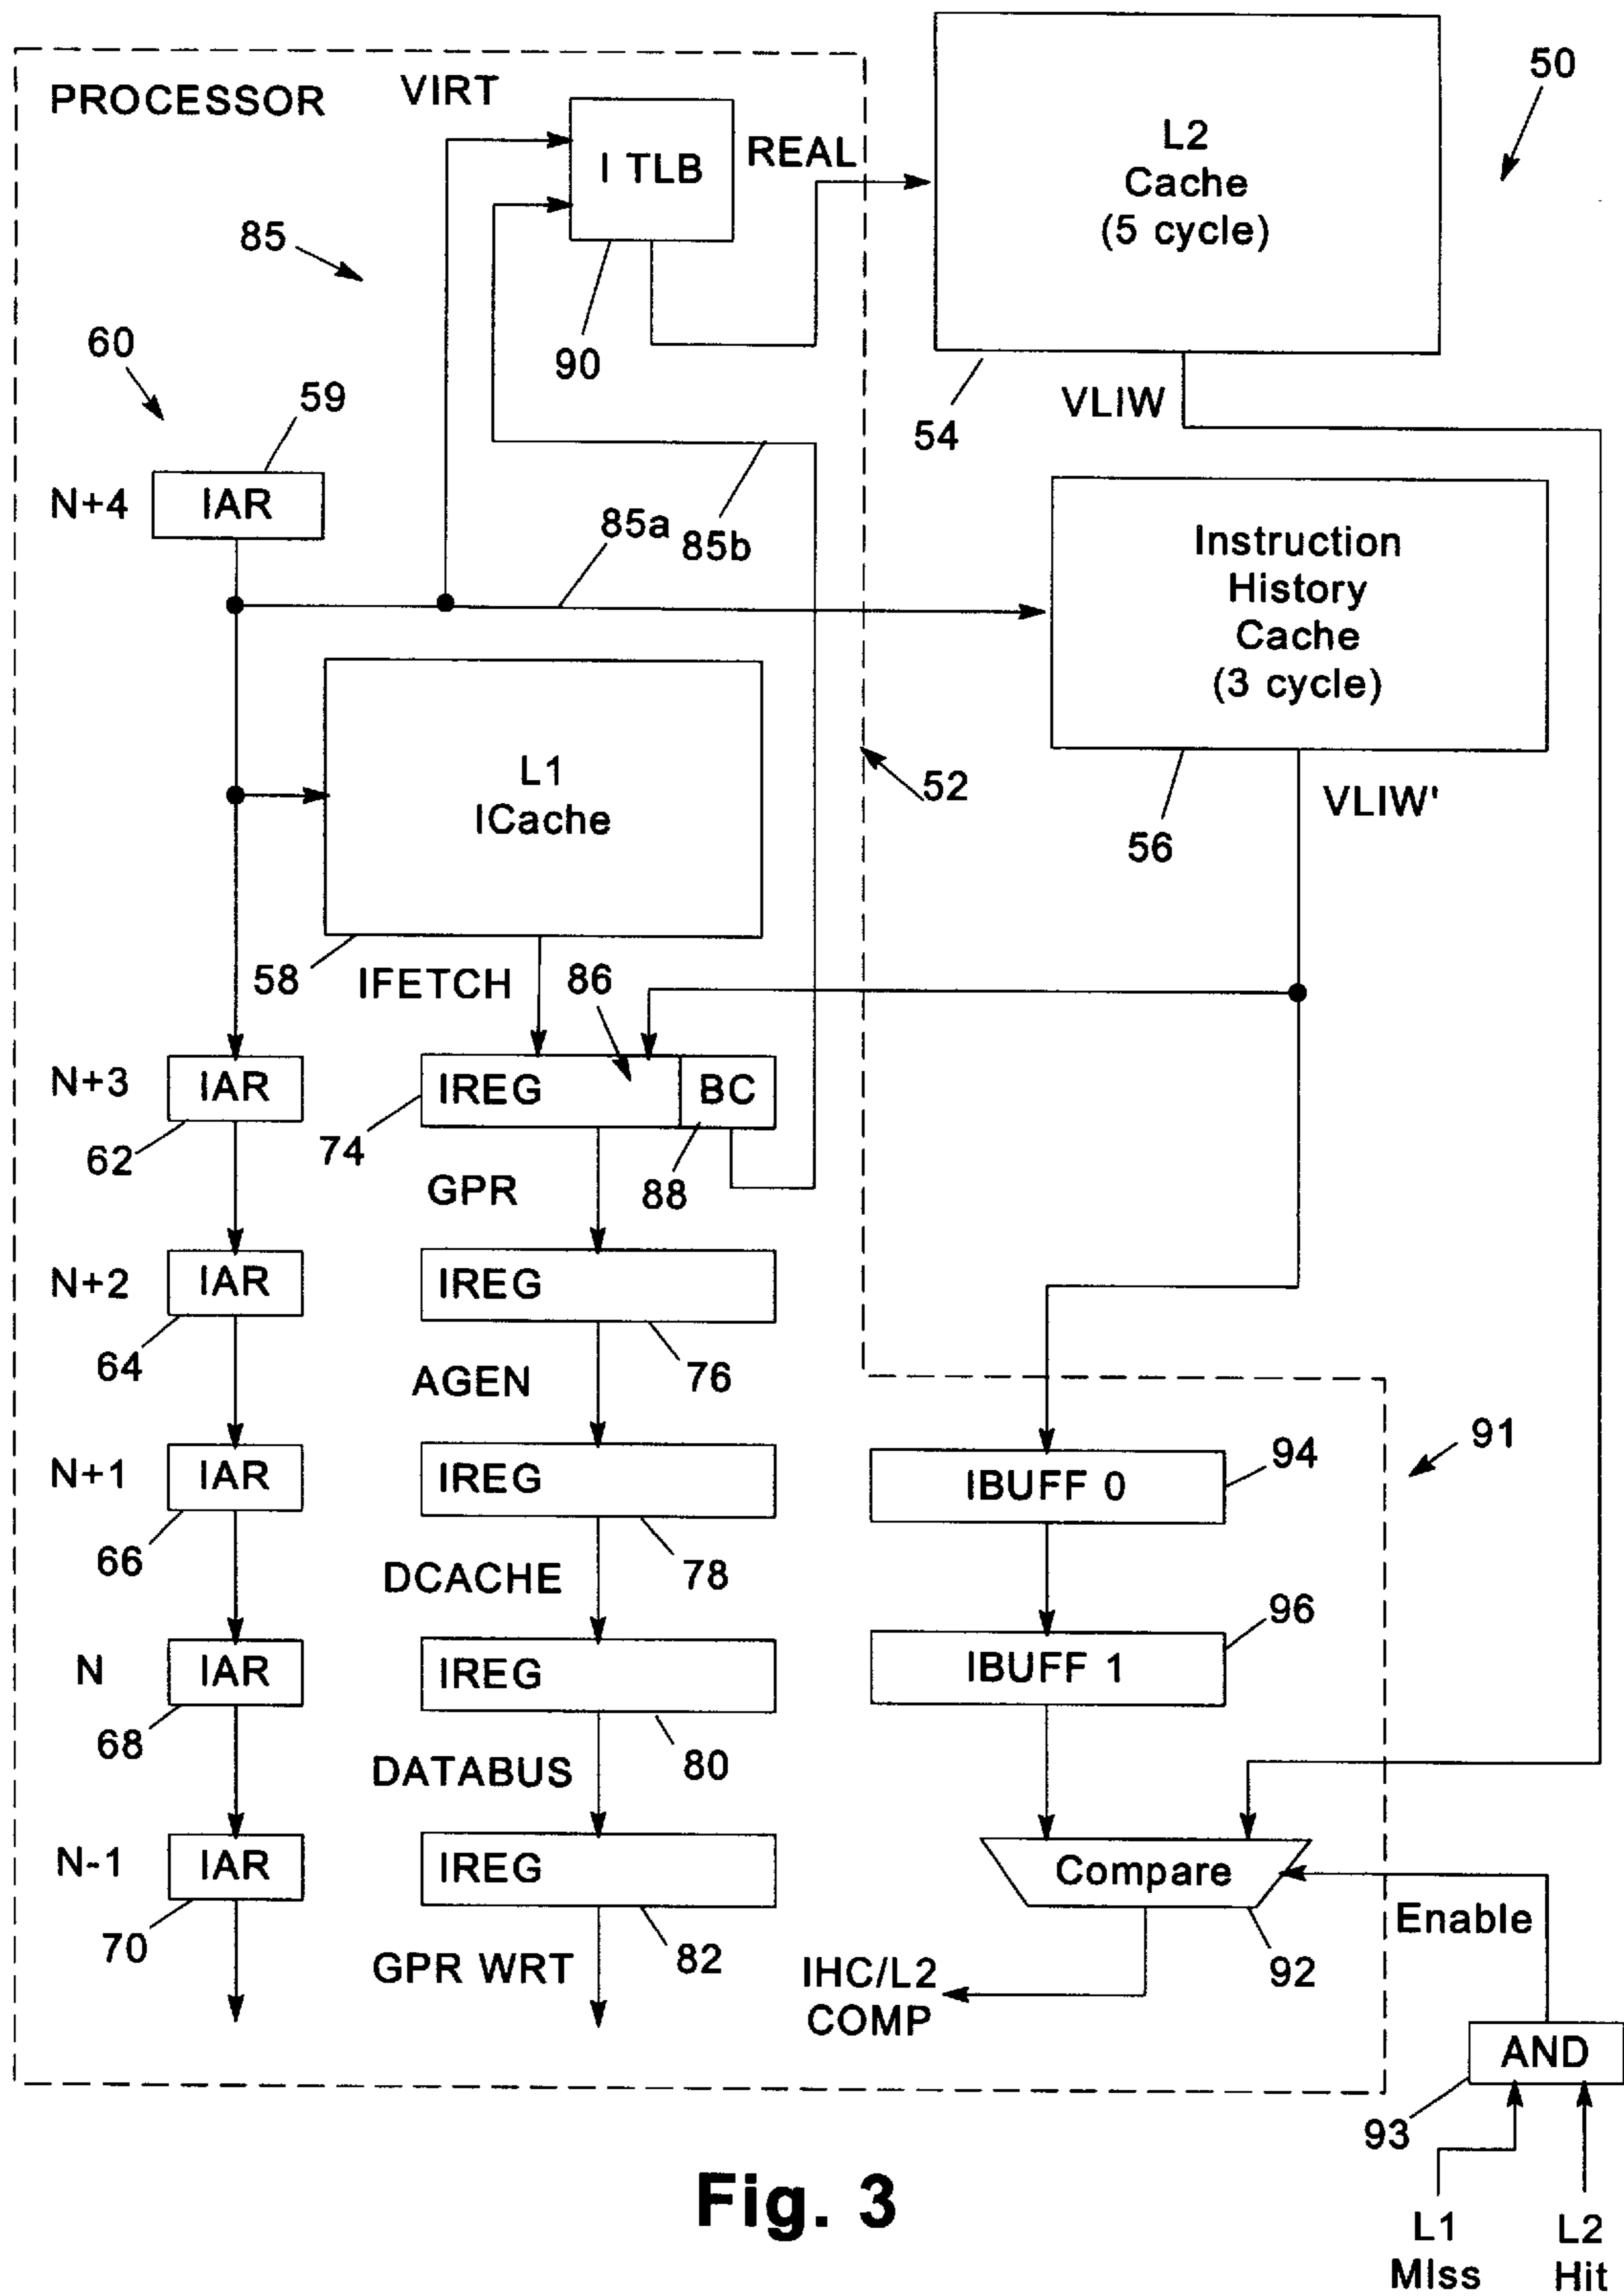 50
PROCESSOR
VIRT
I TLB
REAL
L2
Cache
(5 cycle)
85
60
59
90
54
VLIW
N+4
IAR
85a
85b
Instruction
History
Cache
(3 cycle)
L1
ICache
52
56
VLIW'
58
IFETCH
86
N+3
IAR
IREG
BC
62
74
88
GPR
N+2
IAR
IREG
64
76
AGEN
91
N+1
IAR
IREG
IBUFF 0
94
66
78
DCACHE
96
N
IAR
IREG
IBUFF 1
68
80
DATABUS
N-1
IAR
IREG
Compare
Enable
70
82
92
GPR WRT
IHC/L2
COMP
AND
93
L1
MIss
L2
Hit
Fig. 3